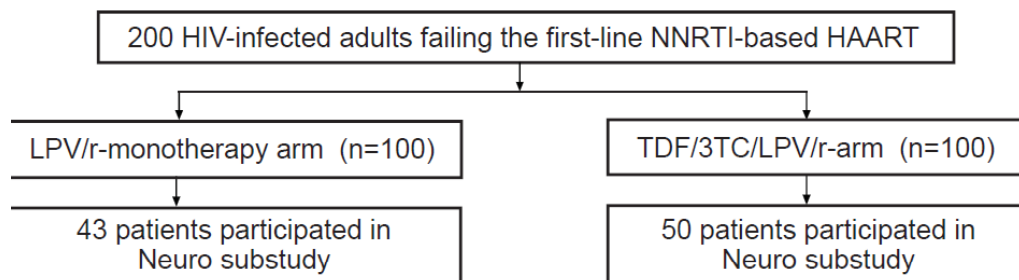 200 HIV-infected adults failing the first-line NNRTI-based HAART
LPV/r-monotherapy arm (n=100)
TDF/3TC/LPV/r-arm (n=100)
43 patients participated in
Neuro substudy
50 patients participated in
Neuro substudy